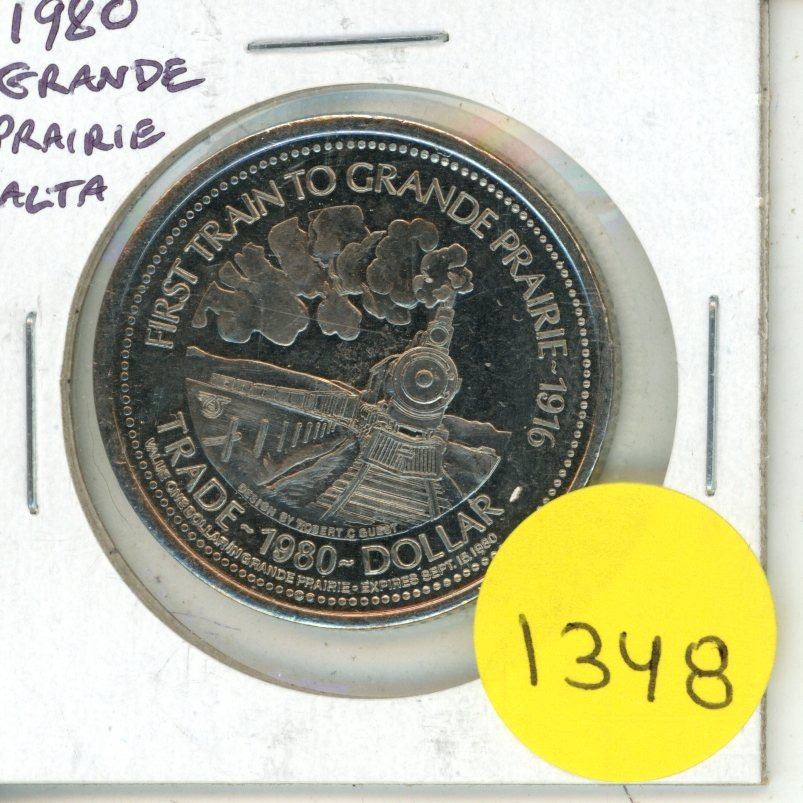 1980
GRANDE
PRAIRIE
ALTA
FIRST TRAIN TO GRANDE PRAIRIE~1916
DESIGN BY ROBERT C GUEST
TRADE~1980~DOLLAR
VALUE ONE DOLLAR IN GRANDE PRAIRIE•EXPIRES SEPT. 15, 1980
1348